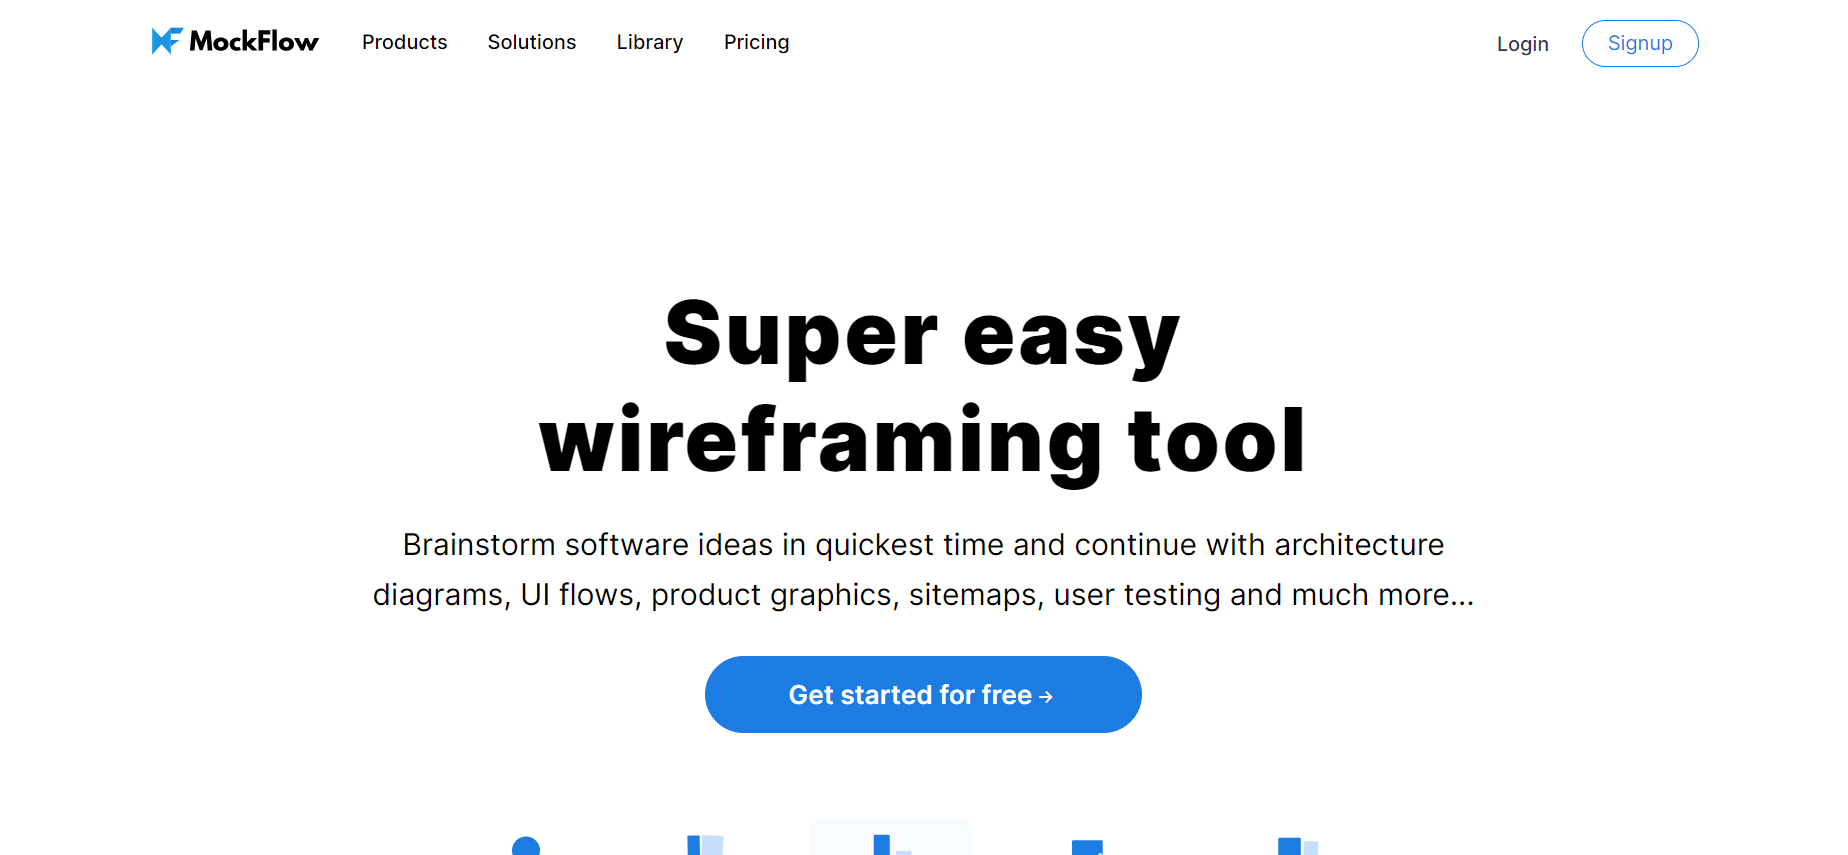 MockFlow
Products
Solutions
Library
Pricing
Login
Signup
Super easy
wireframing tool
Brainstorm software ideas in quickest time and continue with architecture
diagrams, UI flows, product graphics, sitemaps, user testing and much more...
Get started for free →